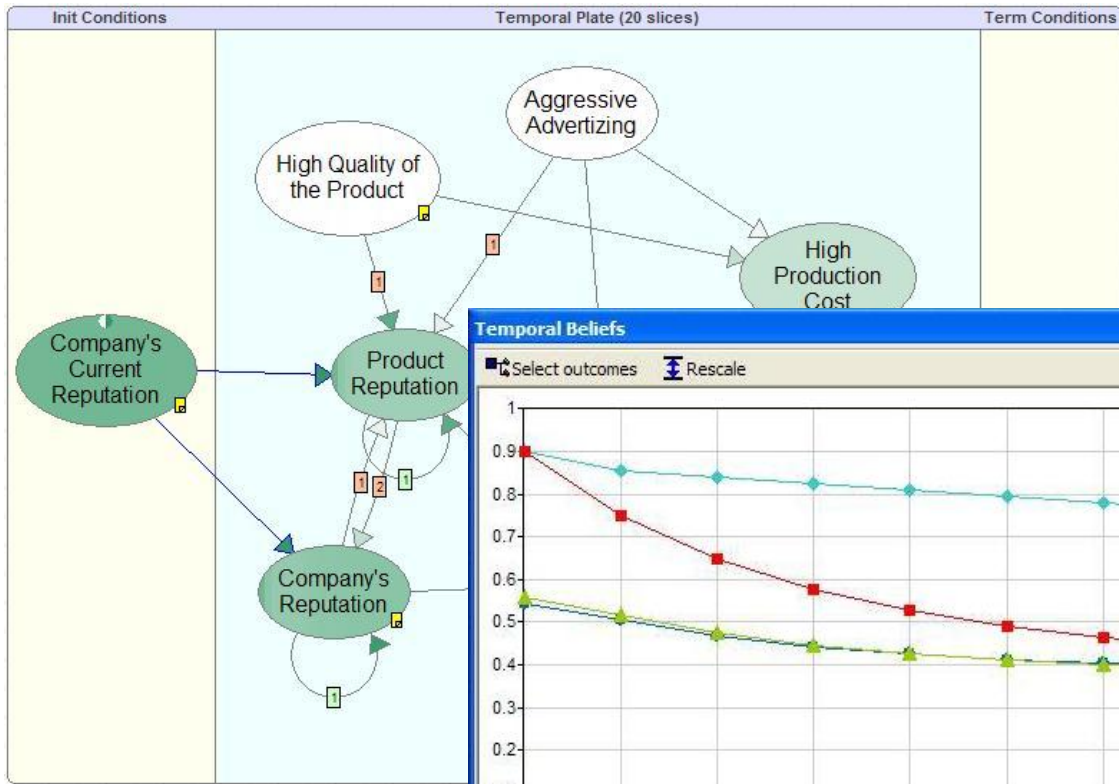 Init Conditions
Temporal Plate (20 slices)
Term Conditions
Aggressive
Advertizing
High Quality of
the Product
1
1
High
Production
Cost
Company's
Current
Reputation
Product
Reputation
1
2
1
Company's
Reputation
1
Temporal Beliefs
Select outcomes
Rescale
1
0.9
0.8
0.7
0.6
0.5
0.4
0.3
0.2